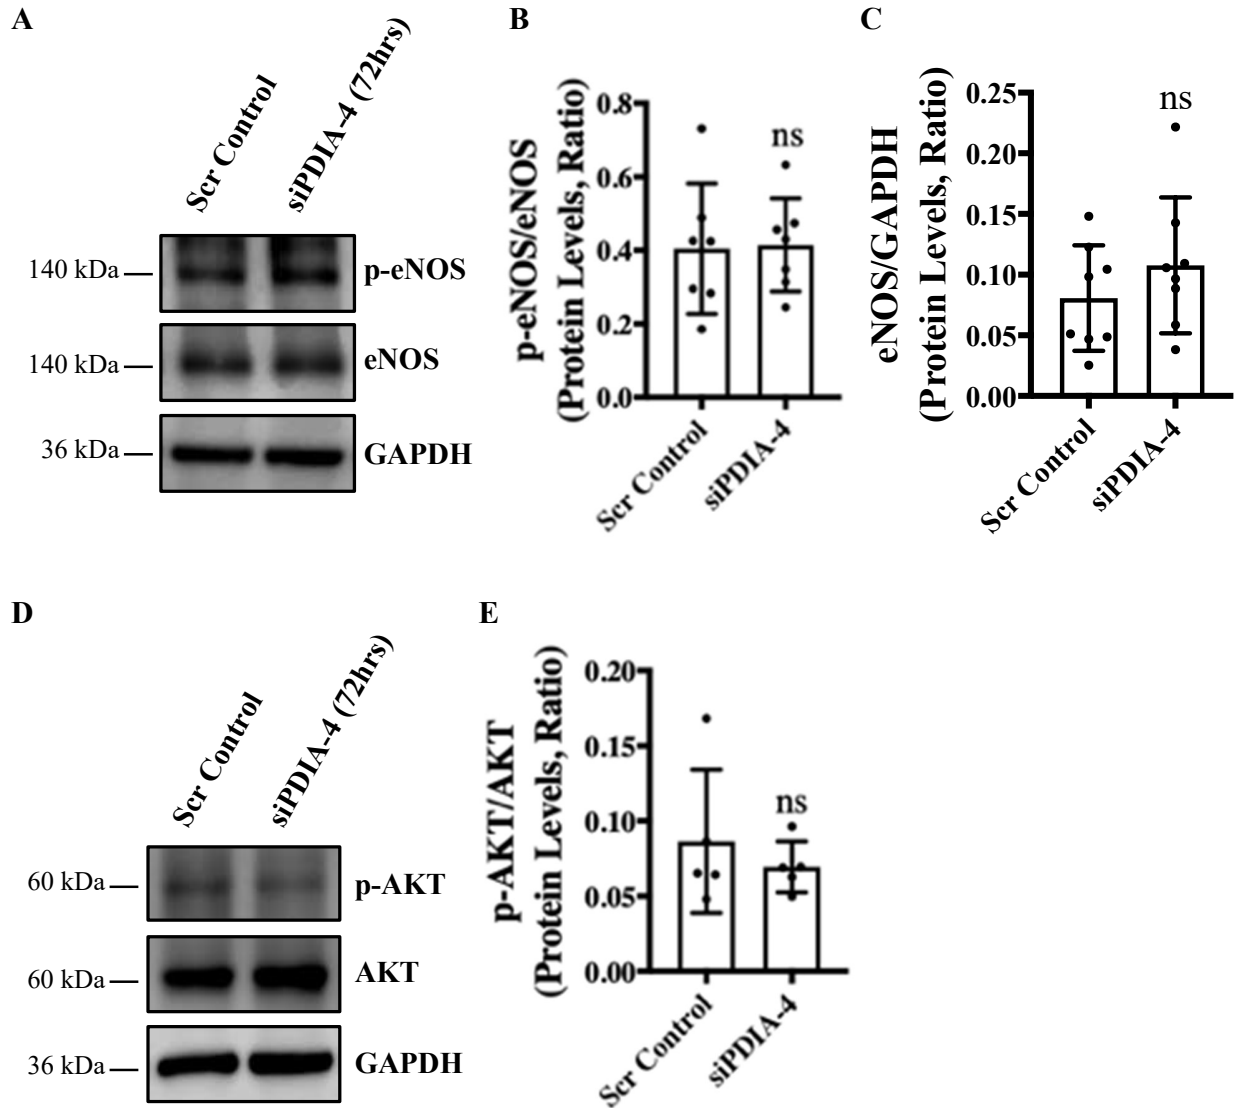 A
Scr Control
siPDIA-4 (72hrs)
140 kDa
p-eNOS
140 kDa
eNOS
36 kDa
GAPDH
B
p-eNOS/eNOS
(Protein Levels, Ratio)
0.8
0.6
0.4
0.2
0.0
ns
Scr Control
siPDIA-4
C
eNOS/GAPDH
(Protein Levels, Ratio)
0.25
0.20
0.15
0.10
0.05
0.00
ns
Scr Control
siPDIA-4
D
Scr Control
siPDIA-4 (72hrs)
60 kDa
p-AKT
60 kDa
AKT
36 kDa
GAPDH
E
p-AKT/AKT
(Protein Levels, Ratio)
0.20
0.15
0.10
0.05
0.00
ns
Scr Control
siPDIA-4